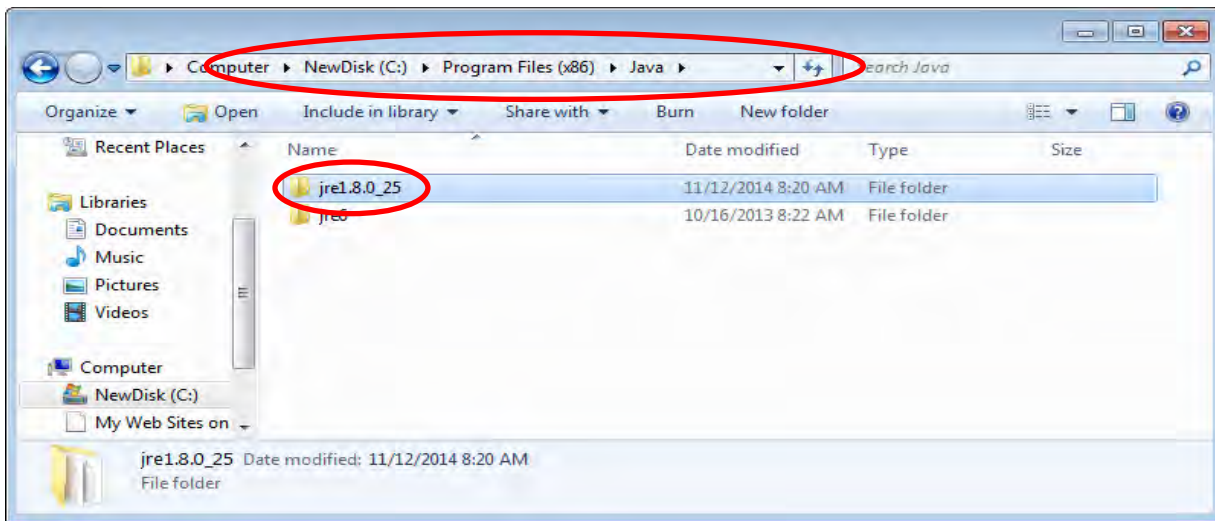 Computer NewDisk (C:) Program Files (x86) Java Search Java
Organize Open Include in library Share with Burn New folder
Recent Places
Name Date modified Type Size
jre1.8.0_25 11/12/2014 8:20 AM File folder
jre6 10/16/2013 8:22 AM File folder
Libraries
Documents
Music
Pictures
Videos
Computer
NewDisk (C:)
My Web Sites on
jre1.8.0_25 Date modified: 11/12/2014 8:20 AM
File folder